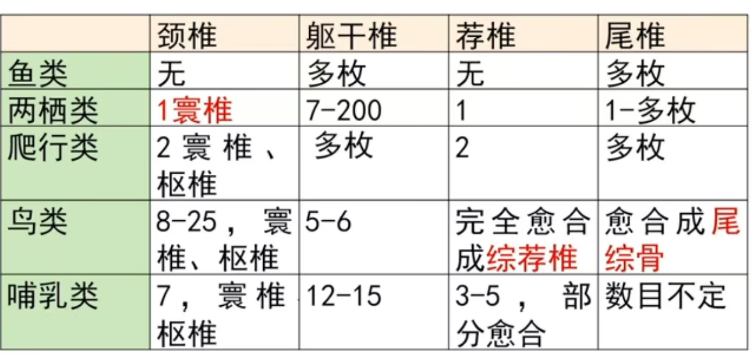 颈椎 躯干椎 荐椎 尾椎
鱼类 无 多枚 无 多枚
两栖类 1寰椎 7-200 1 1-多枚
爬行类 2寰椎、 多枚 2 多枚
枢椎
鸟类 8-25，寰 5-6 完全愈合 愈合成尾
椎、枢椎 成综荐椎 综骨
哺乳类 7，寰椎 12-15 3-5，部 数目不定
枢椎 分愈合